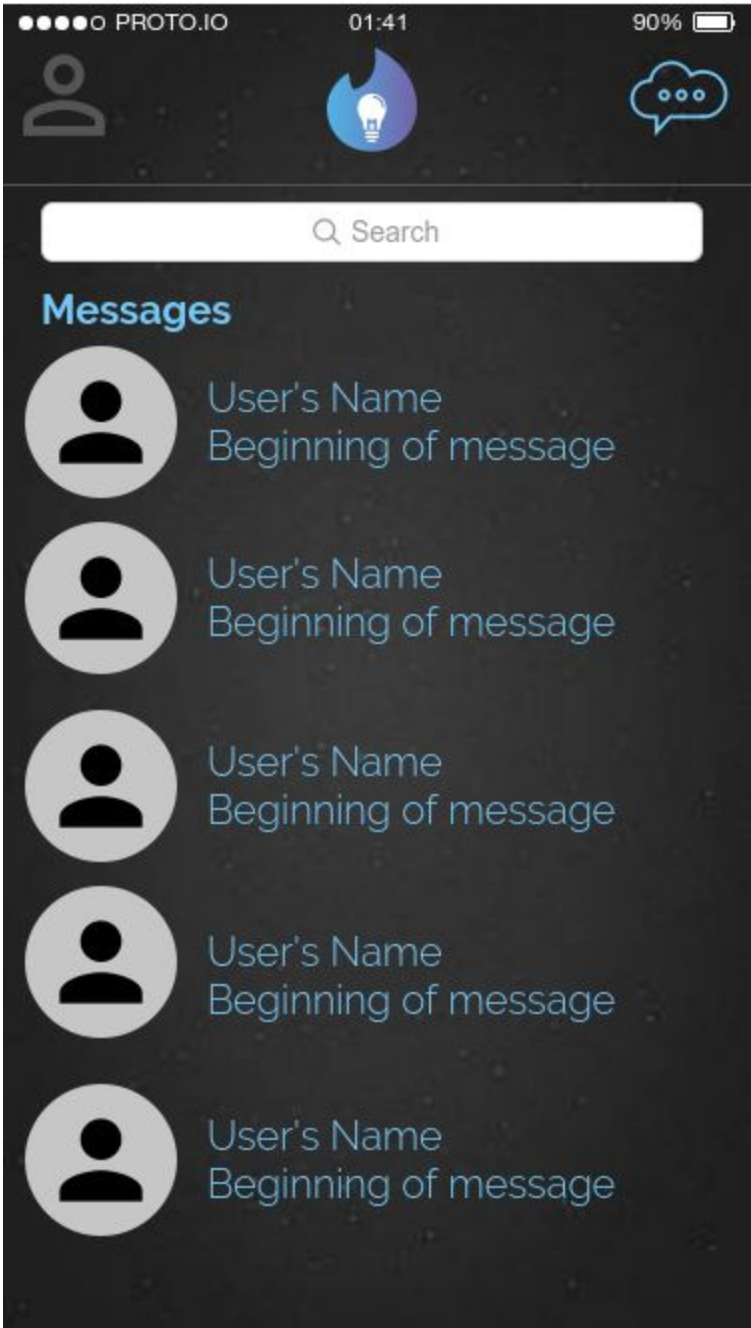 PROTO.IO 01:41 90%
Search
Messages
User's Name
Beginning of message
User's Name
Beginning of message
User's Name
Beginning of message
User's Name
Beginning of message
User's Name
Beginning of message